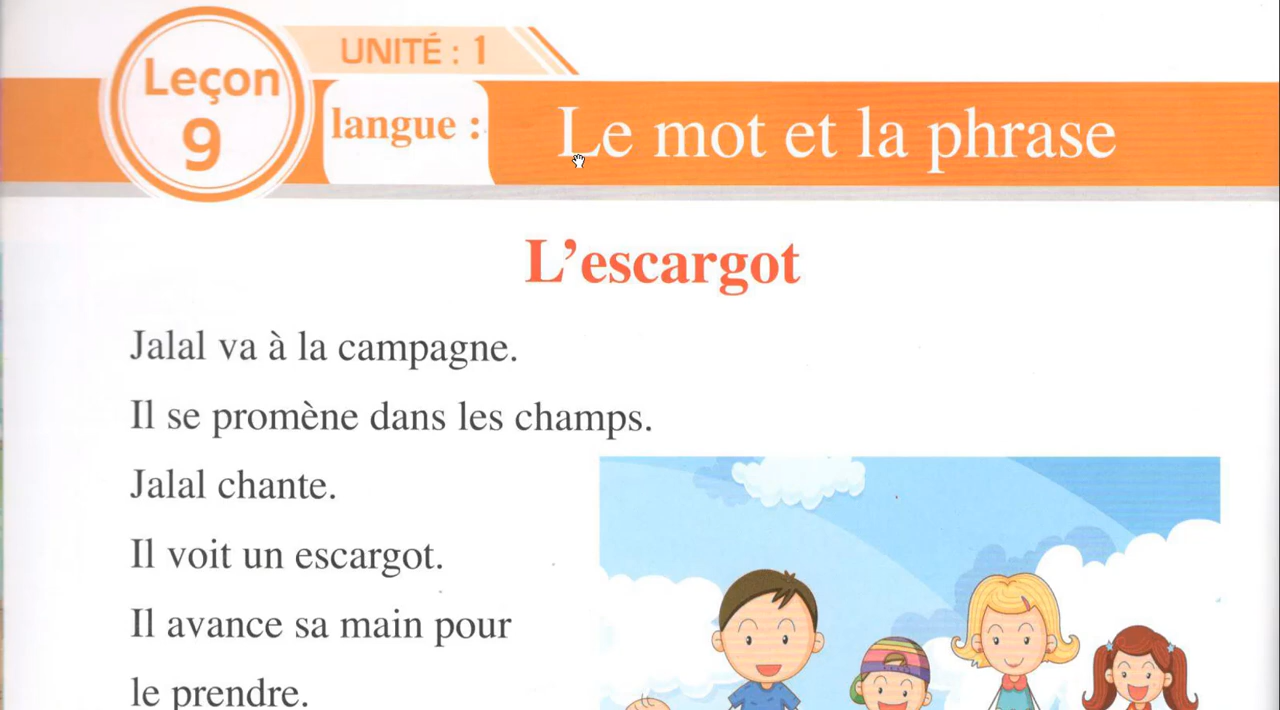 UNITÉ : 1
Leçon
9
langue :
Le mot et la phrase
L'escargot
Jalal va à la campagne.
Il se promène dans les champs.
Jalal chante.
Il voit un escargot.
Il avance sa main pour
le prendre.